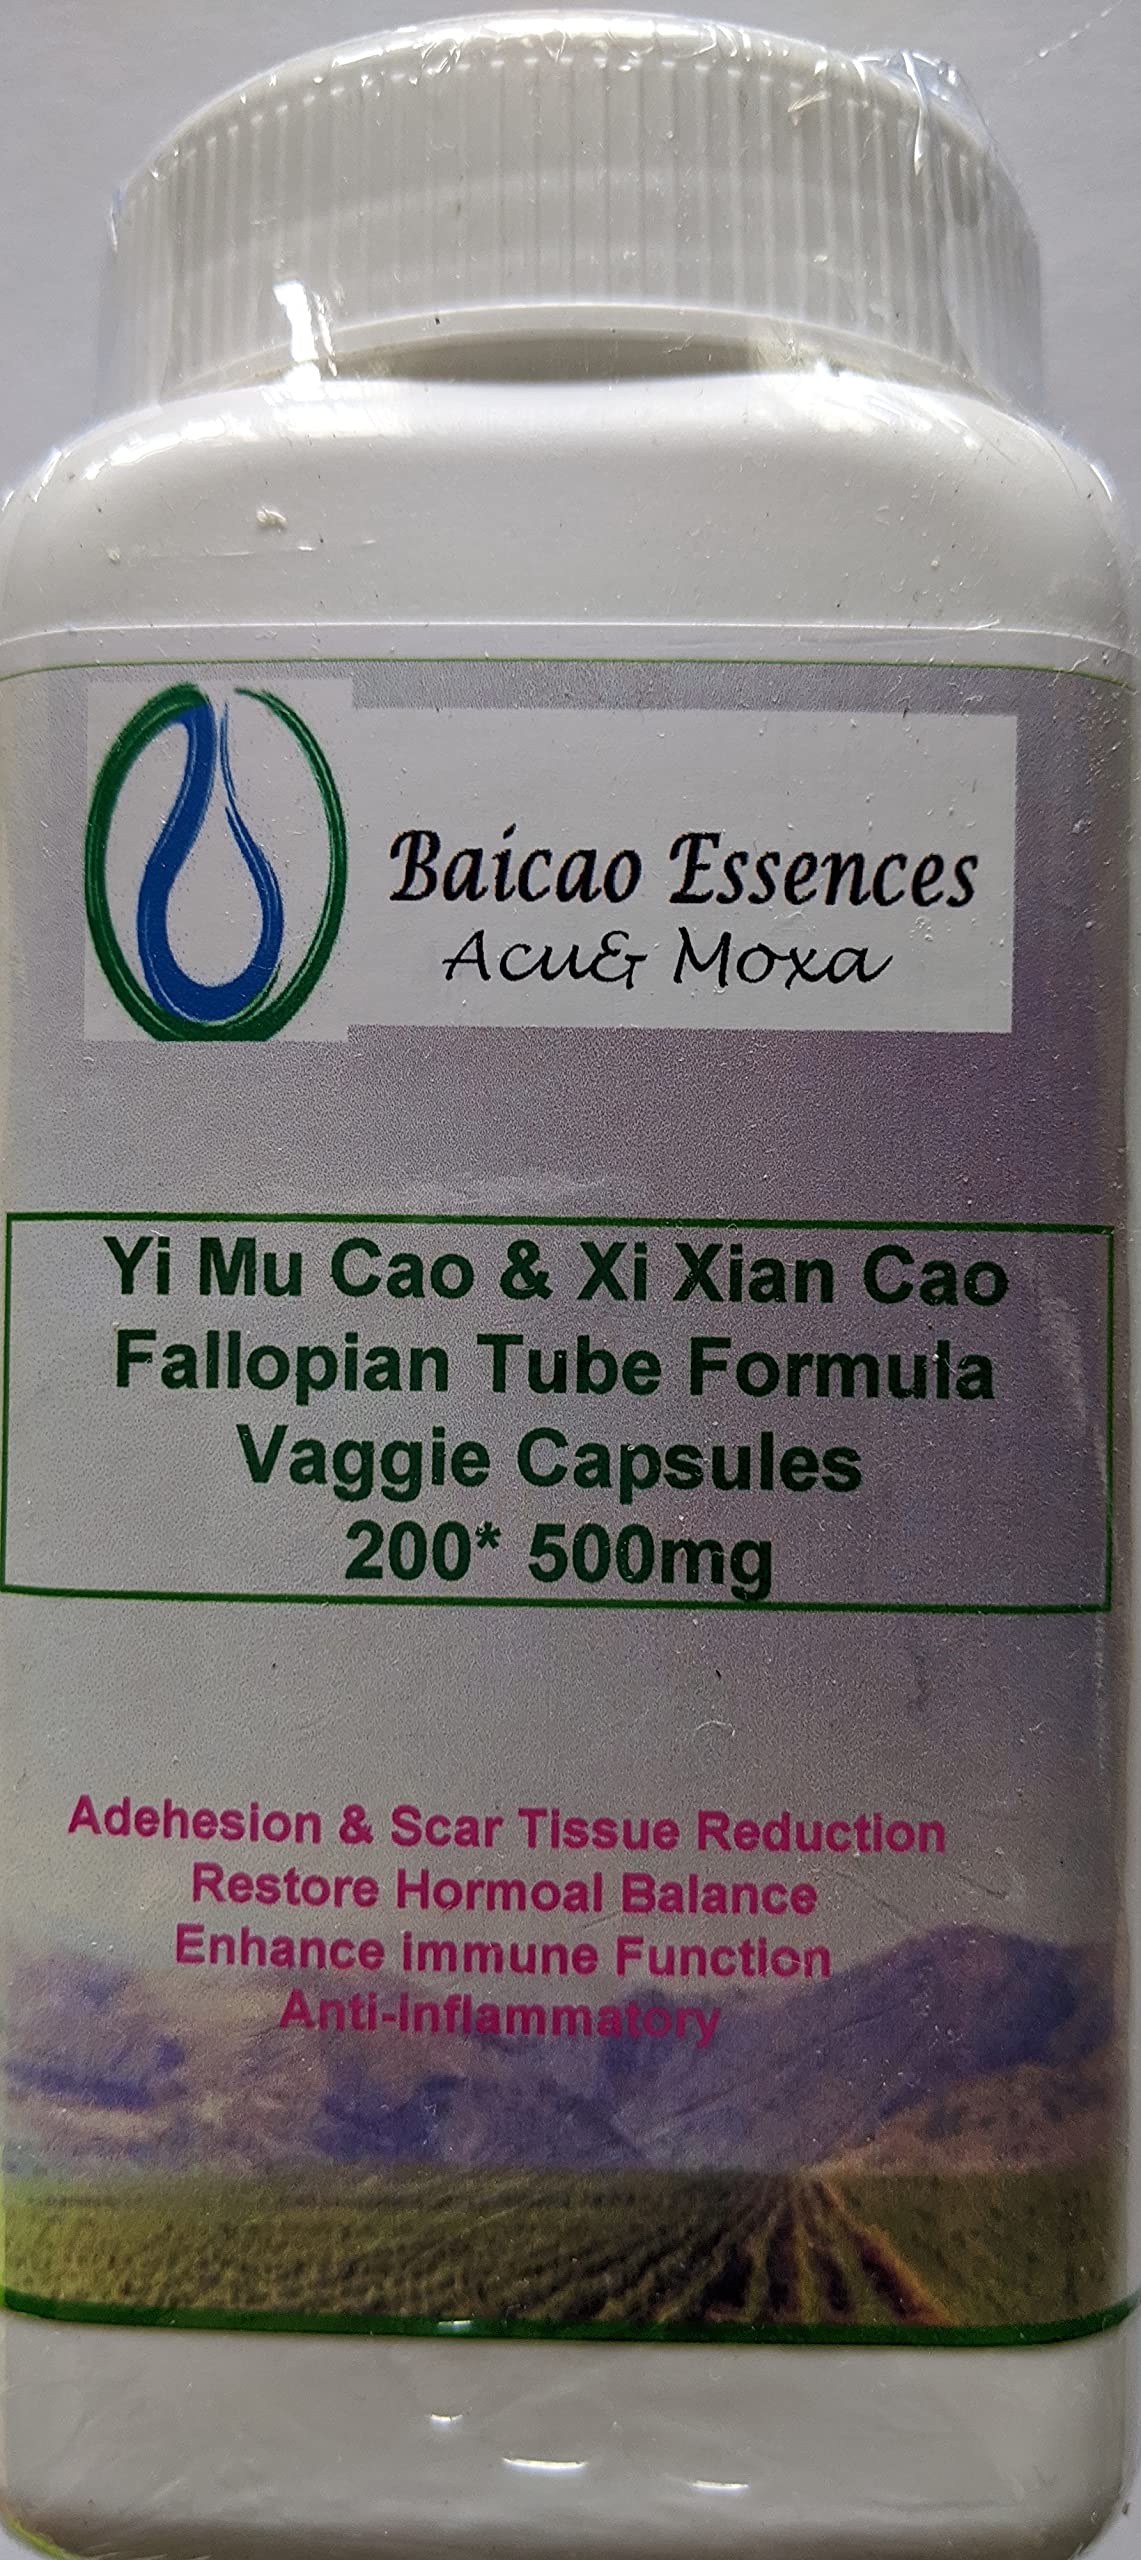 Baicao Essences
Acu& Moxa
Yi Mu Cao & Xi Xian Cao
Fallopian Tube Formula
Vaggie Capsules
200* 500mg
Adehesion & Scar Tissue Reduction
Restore Hormoal Balance
Enhance immune Function
Anti-inflammatory